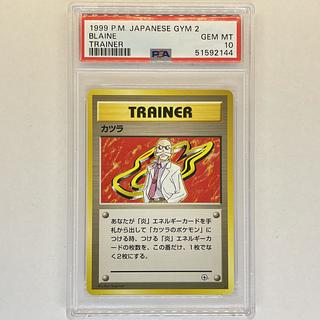 1999 P.M. JAPANESE GYM 2
BLAINE
TRAINER
GEM MT
10
PSA
51592144
TRAINER
カツラ
あなたが「炎」エネルギーカードを手
札から出して「カツラのポケモン」に
つける時、つける「炎」エネルギーカー
ドの枚数を、この番だけ、1枚でな
く2枚にする。